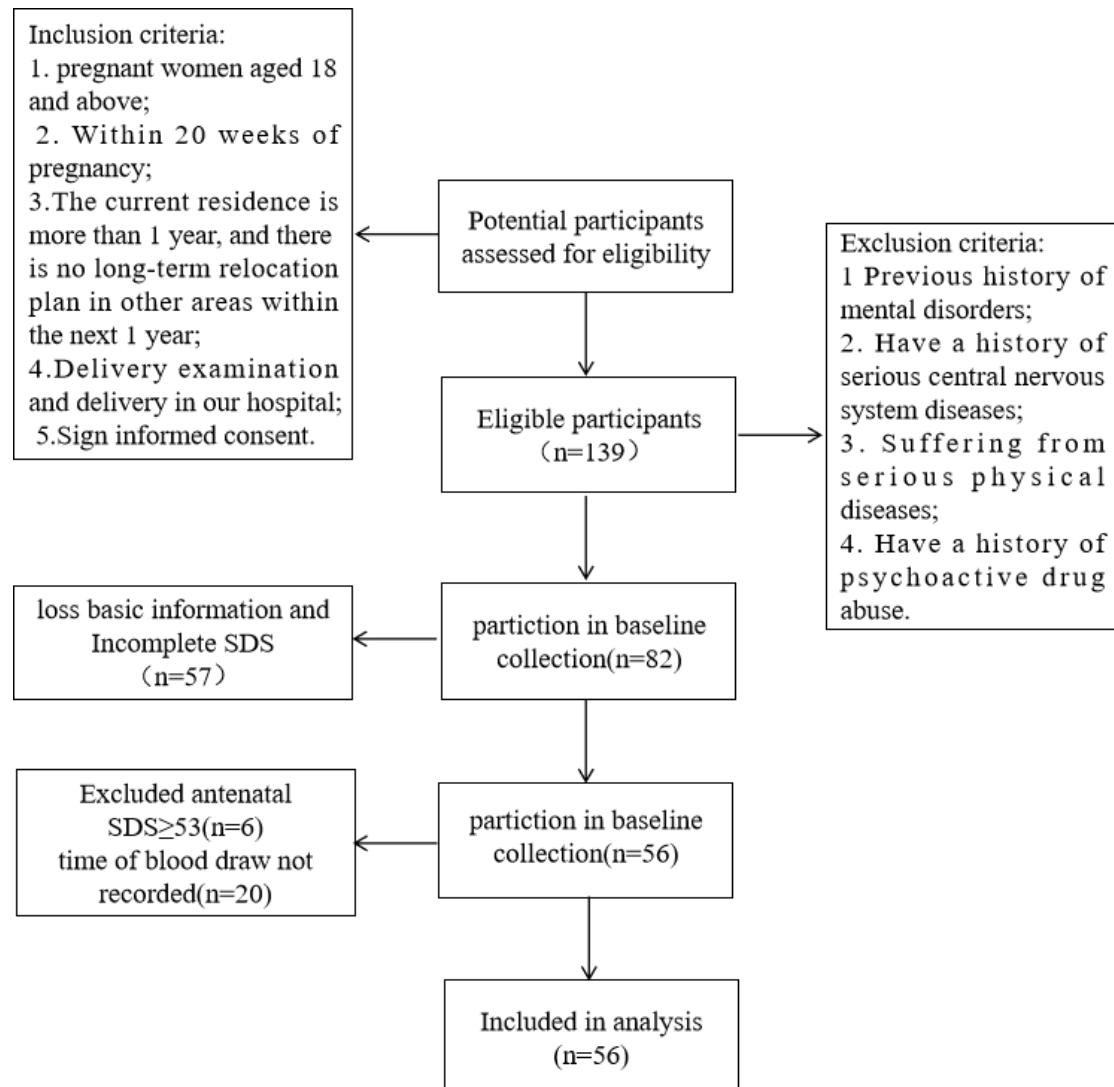 Inclusion criteria:
1. pregnant women aged 18
and above;
2. Within 20 weeks of
pregnancy;
3.The current residence is
more than 1 year, and there
is no long-term relocation
plan in other areas within
the next 1 year;
4.Delivery examination
and delivery in our hospital;
5.Sign informed consent.
Potential participants
assessed for eligibility
Exclusion criteria:
1 Previous history of
mental disorders;
2. Have a history of
serious central nervous
system diseases;
3. Suffering from
serious physical
diseases;
4. Have a history of
psychoactive drug
abuse.
Eligible participants
（n=139）
loss basic information and
Incomplete SDS
（n=57）
partiction in baseline
collection(n=82)
Excluded antenatal
SDS≥53(n=6)
time of blood draw not
recorded(n=20)
partiction in baseline
collection(n=56)
Included in analysis
(n=56)